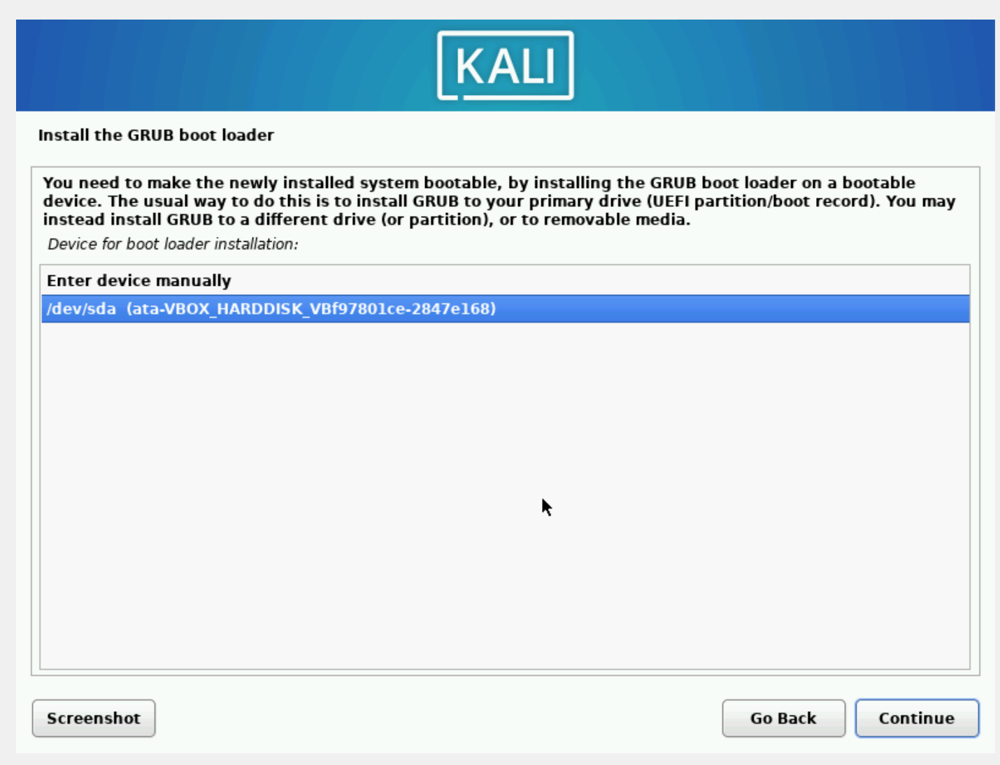 KALI
Install the GRUB boot loader
You need to make the newly installed system bootable, by installing the GRUB boot loader on a bootable
device. The usual way to do this is to install GRUB to your primary drive (UEFI partition/boot record). You may
instead install GRUB to a different drive (or partition), or to removable media.
Device for boot loader installation:
Enter device manually
/dev/sda (ata-VBOX_HARDDISK_VBf97801ce-2847e168)
Screenshot
Go Back
Continue